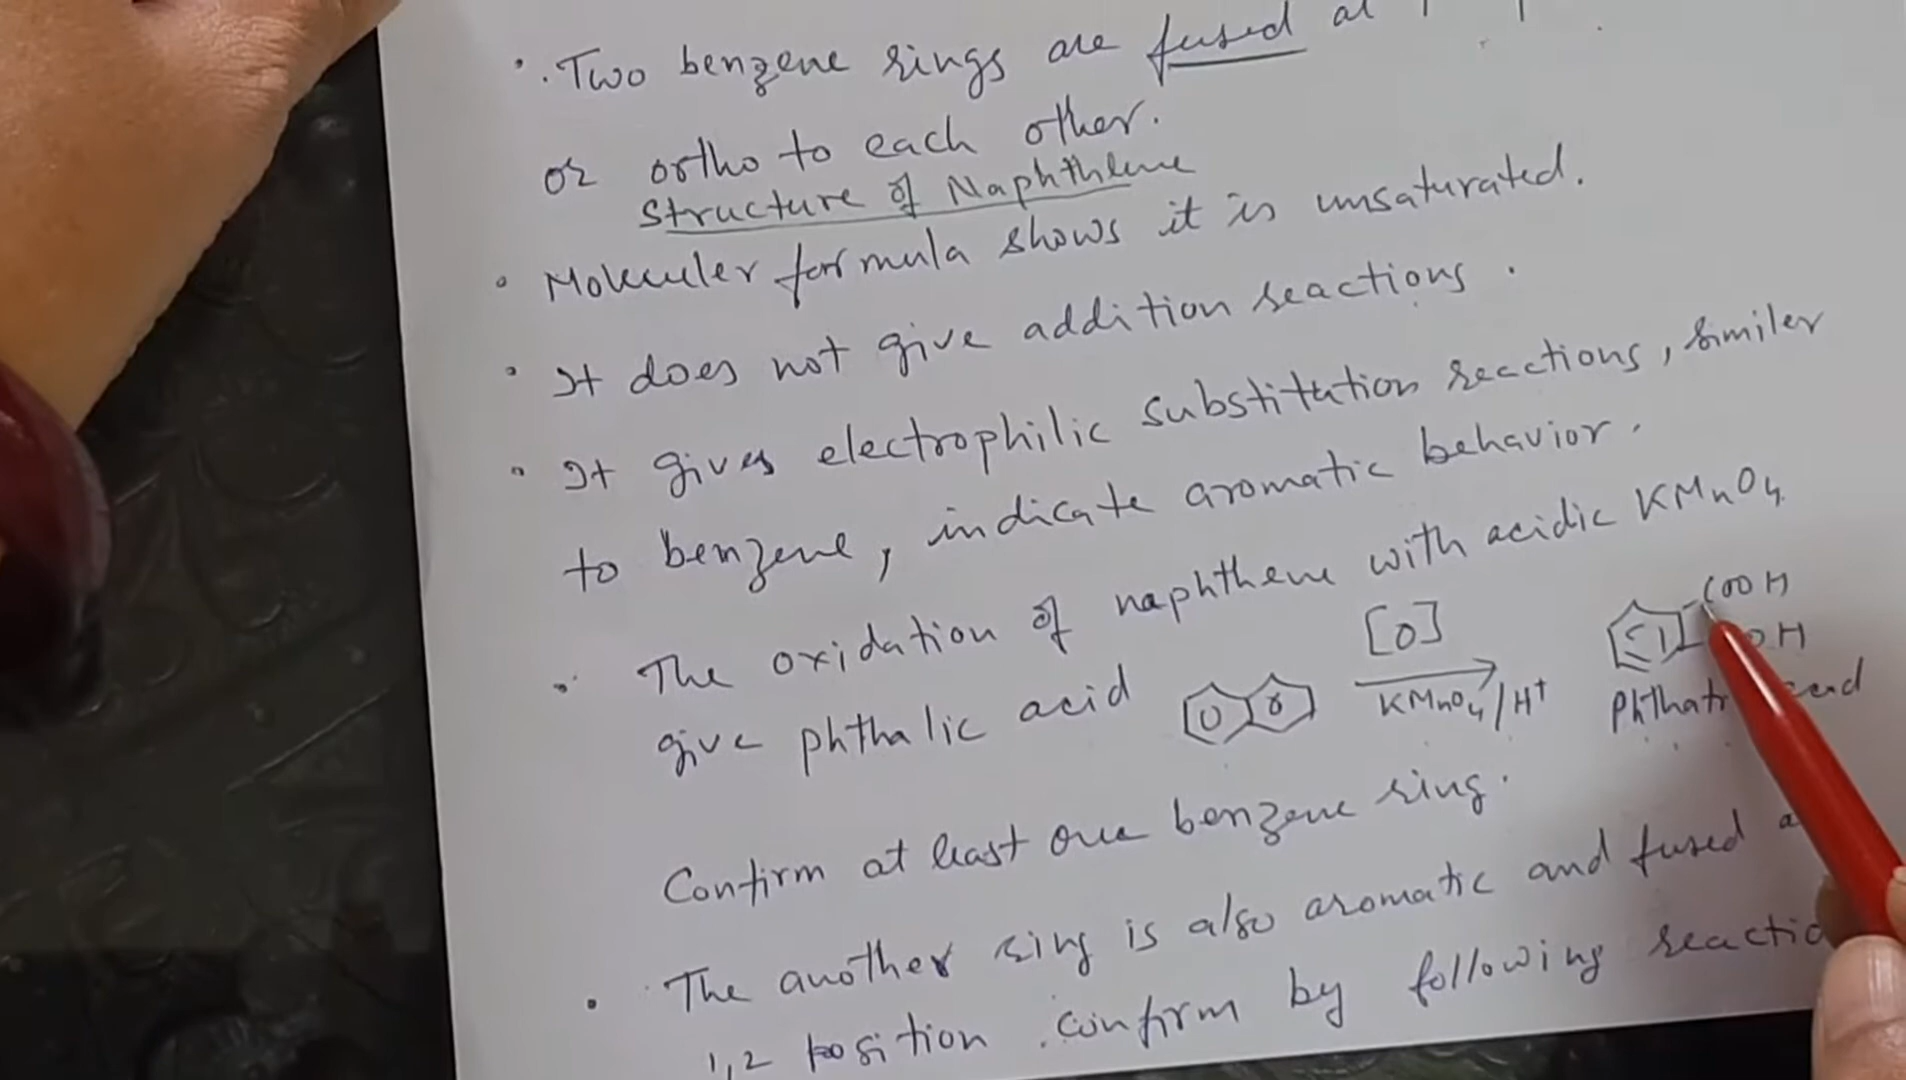 ∴ Two benzene rings are fused at
or ortho to each other.
Structure of Naphthlene
• Moleculer formula shows it is unsaturated.
• It does not give addition reactions.
• It gives electrophilic substitution reactions, similer
to benzene, indicate aromatic behavior.
• The oxidation of naphthene with acidic KMnO4
give phthalic acid [O] KMnO4/H+ COOH OH
Confirm at least one benzene ring.
• The another ring is also aromatic and fused
1,2 position. confirm by following